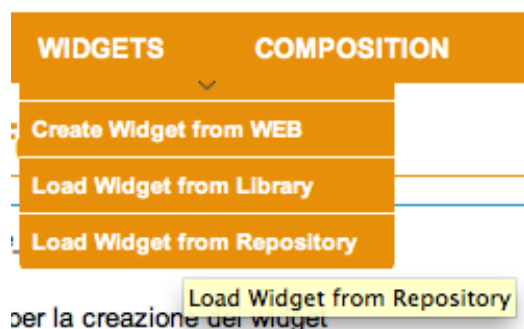 WIDGETS COMPOSITION
Create Widget from WEB
Load Widget from Library
Load Widget from Repository
Load Widget from Repository
per la creazione dei widget